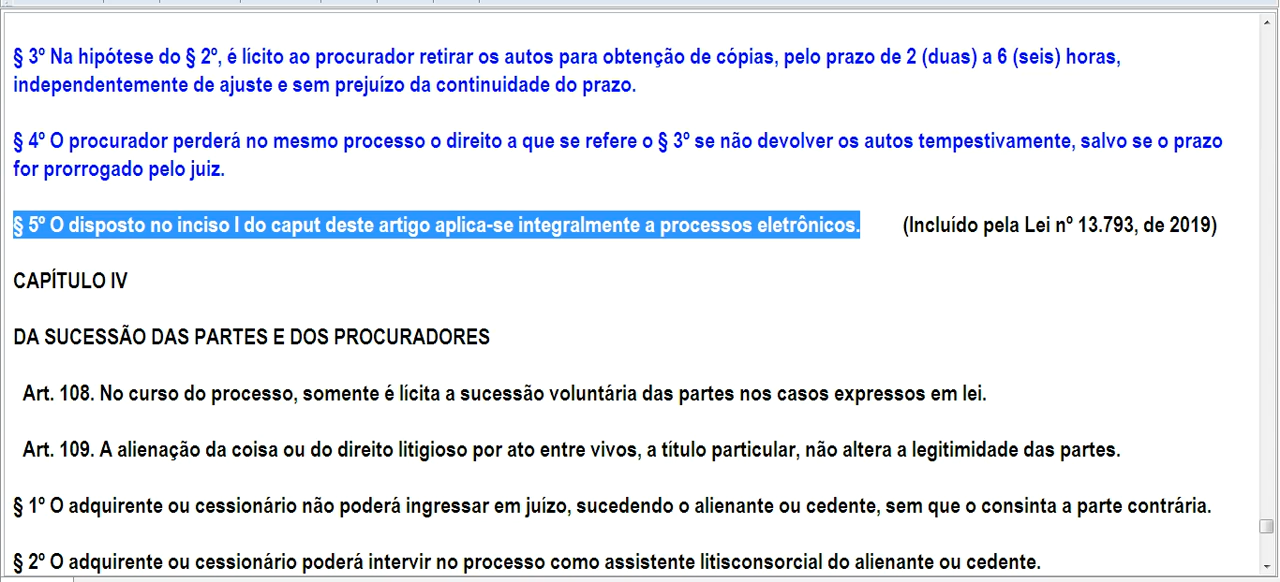 § 3º Na hipótese do § 2º, é lícito ao procurador retirar os autos para obtenção de cópias, pelo prazo de 2 (duas) a 6 (seis) horas,
independentemente de ajuste e sem prejuízo da continuidade do prazo.
§ 4º O procurador perderá no mesmo processo o direito a que se refere o § 3º se não devolver os autos tempestivamente, salvo se o prazo
for prorrogado pelo juiz.
§ 5º O disposto no inciso I do caput deste artigo aplica-se integralmente a processos eletrônicos. (Incluído pela Lei nº 13.793, de 2019)
CAPÍTULO IV
DA SUCESSÃO DAS PARTES E DOS PROCURADORES
Art. 108. No curso do processo, somente é lícita a sucessão voluntária das partes nos casos expressos em lei.
Art. 109. A alienação da coisa ou do direito litigioso por ato entre vivos, a título particular, não altera a legitimidade das partes.
§ 1º O adquirente ou cessionário não poderá ingressar em juízo, sucedendo o alienante ou cedente, sem que o consinta a parte contrária.
§ 2º O adquirente ou cessionário poderá intervir no processo como assistente litisconsorcial do alienante ou cedente.